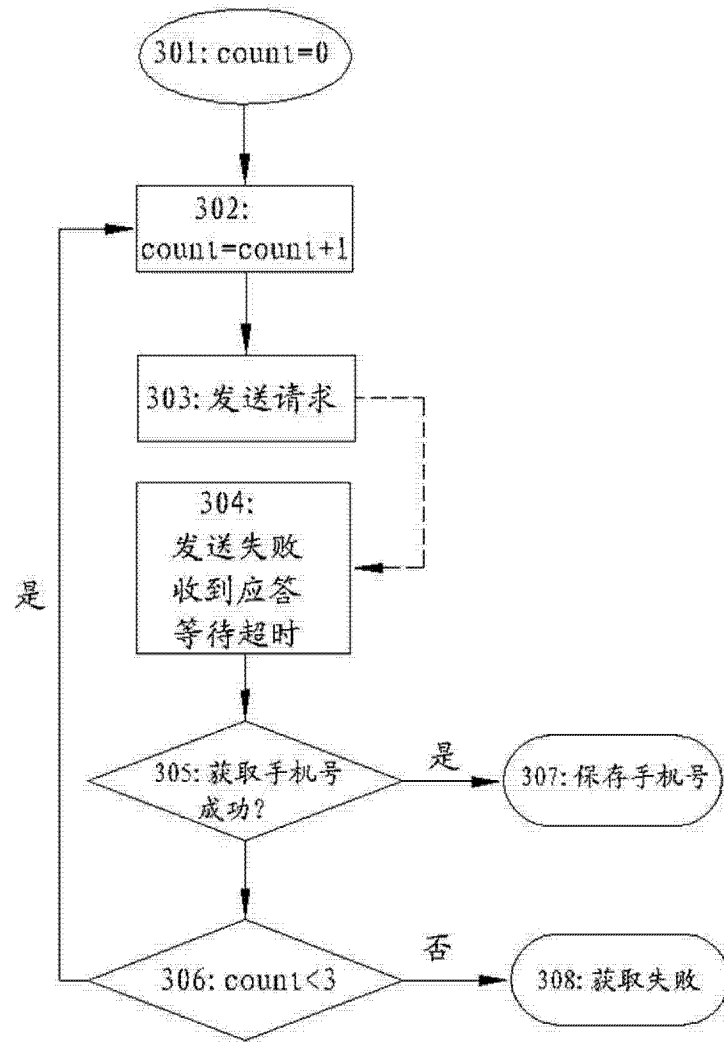 301: count=0
302:
count=count+1
303: 发送请求
304:
发送失败
收到应答
等待超时
是
305: 获取手机号
成功?
是
307: 保存手机号
306: count<3
否
308: 获取失败